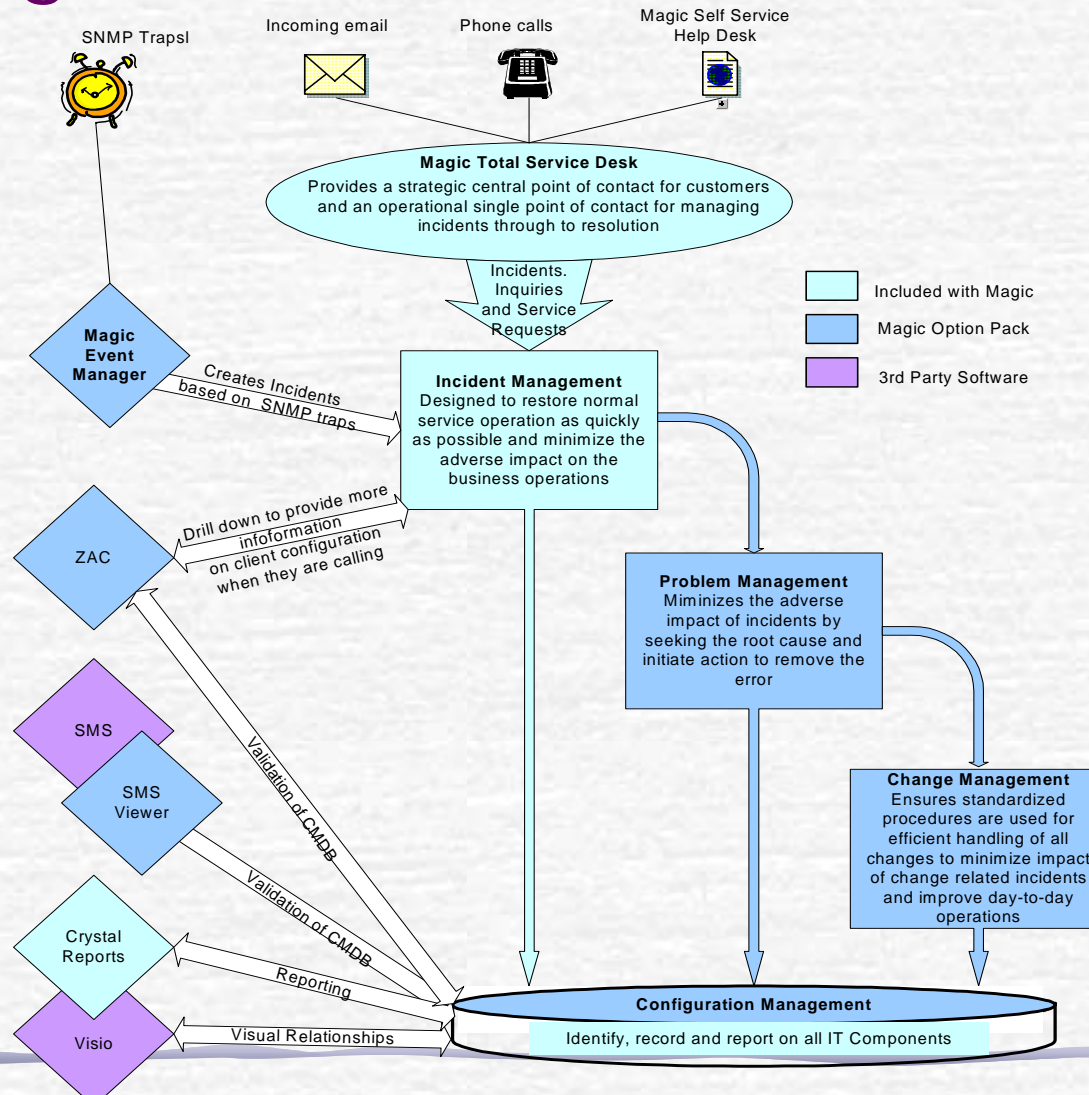 SNMP Trapsl
Incoming email
Phone calls
Magic Self Service
Help Desk
Magic Total Service Desk
Provides a strategic central point of contact for customers
and an operational single point of contact for managing
incidents through to resolution
Incidents.
Inquiries
and Service
Requests
Included with Magic
Magic Option Pack
3rd Party Software
Magic
Event
Manager
Creates Incidents
based on SNMP traps
Incident Management
Designed to restore normal
service operation as quickly
as possible and minimize the
adverse impact on the
business operations
ZAC
Drill down to provide more
infoformation
on client configuration
when they are calling
Problem Management
Miminizes the adverse
impact of incidents by
seeking the root cause and
initiate action to remove the
error
SMS
SMS
Viewer
Validation of CMDB
Validation of CMDB
Change Management
Ensures standardized
procedures are used for
efficient handling of all
changes to minimize impact
of change related incidents
and improve day-to-day
operations
Crystal
Reports
Reporting
Visio
Visual Relationships
Configuration Management
Identify, record and report on all IT Components